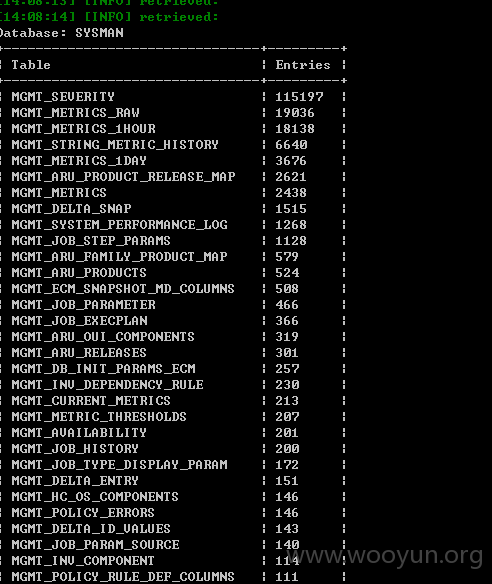 [14:08:13] [INFO] retrieved:
[14:08:14] [INFO] retrieved:
Database: SYSMAN
+--------------------------------+---------+
¦ Table ¦ Entries ¦
+--------------------------------+---------+
¦ MGMT_SEVERITY ¦ 115197 ¦
¦ MGMT_METRICS_RAW ¦ 19036 ¦
¦ MGMT_METRICS_1HOUR ¦ 18138 ¦
¦ MGMT_STRING_METRIC_HISTORY ¦ 6640 ¦
¦ MGMT_METRICS_1DAY ¦ 3676 ¦
¦ MGMT_ARU_PRODUCT_RELEASE_MAP ¦ 2621 ¦
¦ MGMT_METRICS ¦ 2438 ¦
¦ MGMT_DELTA_SNAP ¦ 1515 ¦
¦ MGMT_SYSTEM_PERFORMANCE_LOG ¦ 1268 ¦
¦ MGMT_JOB_STEP_PARAMS ¦ 1128 ¦
¦ MGMT_ARU_FAMILY_PRODUCT_MAP ¦ 579 ¦
¦ MGMT_ARU_PRODUCTS ¦ 524 ¦
¦ MGMT_ECM_SNAPSHOT_MD_COLUMNS ¦ 508 ¦
¦ MGMT_JOB_PARAMETER ¦ 466 ¦
¦ MGMT_JOB_EXECPLAN ¦ 366 ¦
¦ MGMT_ARU_OUI_COMPONENTS ¦ 319 ¦
¦ MGMT_ARU_RELEASES ¦ 301 ¦
¦ MGMT_DB_INIT_PARAMS_ECM ¦ 257 ¦
¦ MGMT_INV_DEPENDENCY_RULE ¦ 230 ¦
¦ MGMT_CURRENT_METRICS ¦ 213 ¦
¦ MGMT_METRIC_THRESHOLDS ¦ 207 ¦
¦ MGMT_AVAILABILITY ¦ 201 ¦
¦ MGMT_JOB_HISTORY ¦ 200 ¦
¦ MGMT_JOB_TYPE_DISPLAY_PARAM ¦ 172 ¦
¦ MGMT_DELTA_ENTRY ¦ 151 ¦
¦ MGMT_HC_OS_COMPONENTS ¦ 146 ¦
¦ MGMT_POLICY_ERRORS ¦ 146 ¦
¦ MGMT_DELTA_ID_VALUES ¦ 143 ¦
¦ MGMT_JOB_PARAM_SOURCE ¦ 140 ¦
¦ MGMT_INV_COMPONENT ¦ 114 ¦
¦ MGMT_POLICY_RULE_DEF_COLUMNS ¦ 111 ¦
www.wooyun.org